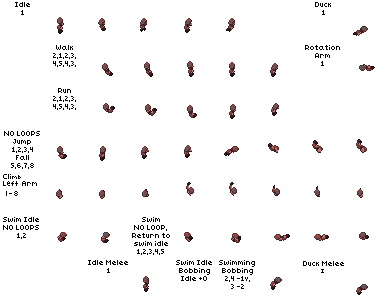 Idle
1
Duck
1
Walk
2,1,2,3,
4,5,4,3,
Rotation
Arm
1
Run
2,1,2,3,
4,5,4,3,
NO LOOPS
Jump
1,2,3,4
Fall
5,6,7,8
Climb
Left Arm
1-8
Swim Idle
NO LOOPS
1,2
Swim
NO LOOP,
Return to
swim idle
1,2,3,4,5
Idle Melee
1
Swim Idle
Bobbing
Idle +0
Swimming
Bobbing
2,4 -1v,
3 -2
Duck Melee
1